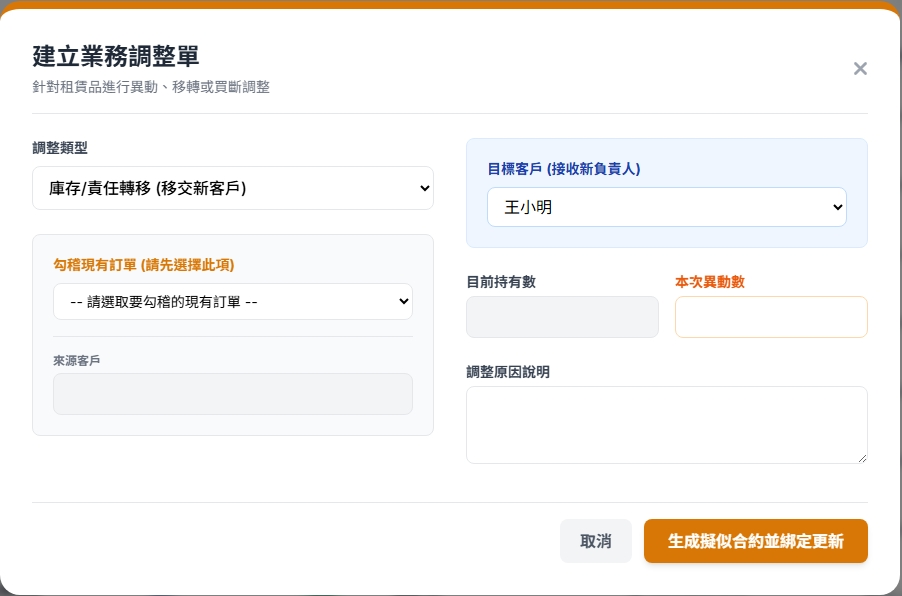 建立業務調整單
針對租賃品進行異動、移轉或買斷調整
調整類型
庫存/責任轉移 (移交新客戶)
勾稽現有訂單 (請先選擇此項)
-- 請選取要勾稽的現有訂單 --
來源客戶
目標客戶 (接收新負責人)
王小明
目前持有數
本次異動數
調整原因說明
取消
生成擬似合約並綁定更新